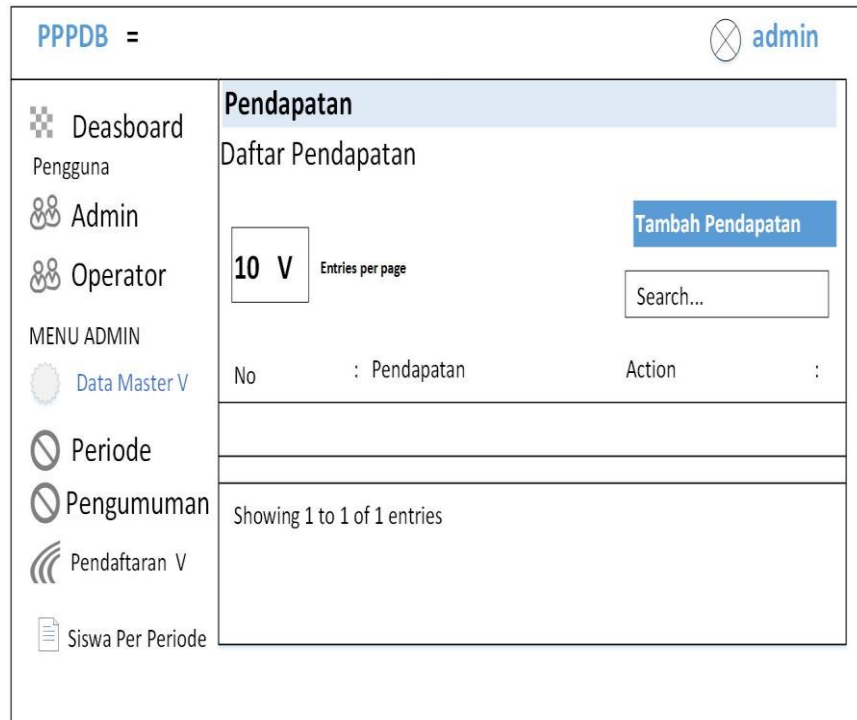 PPPDB =
admin
Deasboard
Pengguna
Admin
Operator
MENU ADMIN
Data Master V
Periode
Pengumuman
Pendaftaran V
Siswa Per Periode
Pendapatan
Daftar Pendapatan
Tambah Pendapatan
10 V Entries per page
Search...
No : Pendapatan Action :
Showing 1 to 1 of 1 entries